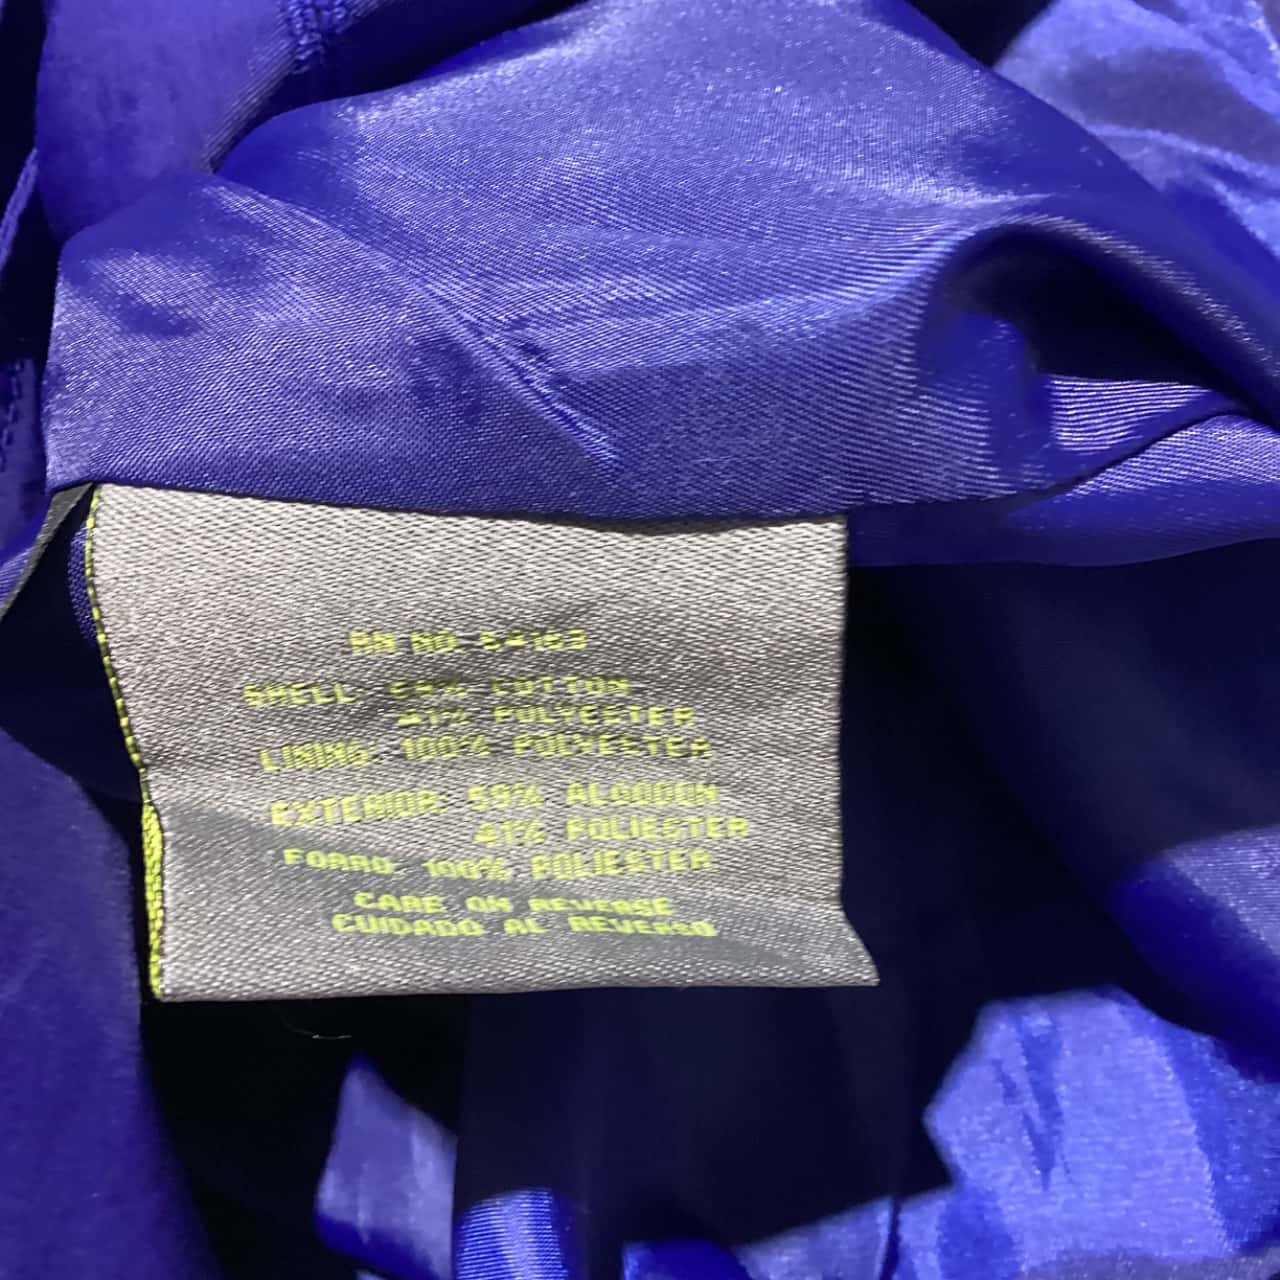 RN NO. 54163
SHELL: 59% COTTON
41% POLYESTER
LINING: 100% POLYESTER
EXTERIOR: 59% ALGODON
41% POLIESTER
FORRO: 100% POLIESTER
CARE ON REVERSE
CUIDADO AL REVERSO